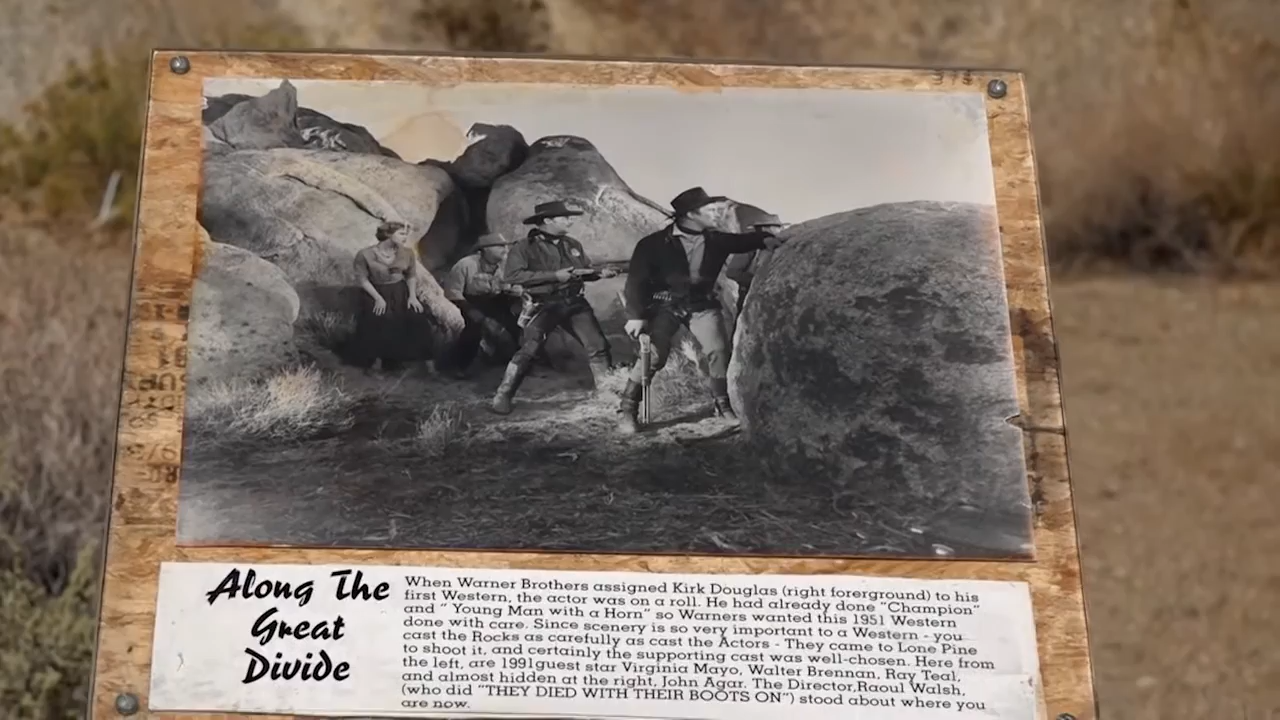 Along The
Great
Divide
When Warner Brothers assigned Kirk Douglas (right forerground) to his
first Western, the actor was on a roll. He had already done "Champion"
and " Young Man with a Horn" so Warners wanted this 1951 Western
done with care. Since scenery is so very important to a Western - you
cast the Rocks as carefully as cast the Actors - They came to Lone Pine
to shoot it, and certainly the supporting cast was well-chosen. Here from
the left, are 1991guest star Virginia Mayo, Walter Brennan, Ray Teal,
and almost hidden at the right, John Agar. The Director,Raoul Walsh,
(who did "THEY DIED WITH THEIR BOOTS ON") stood about where you
are now.